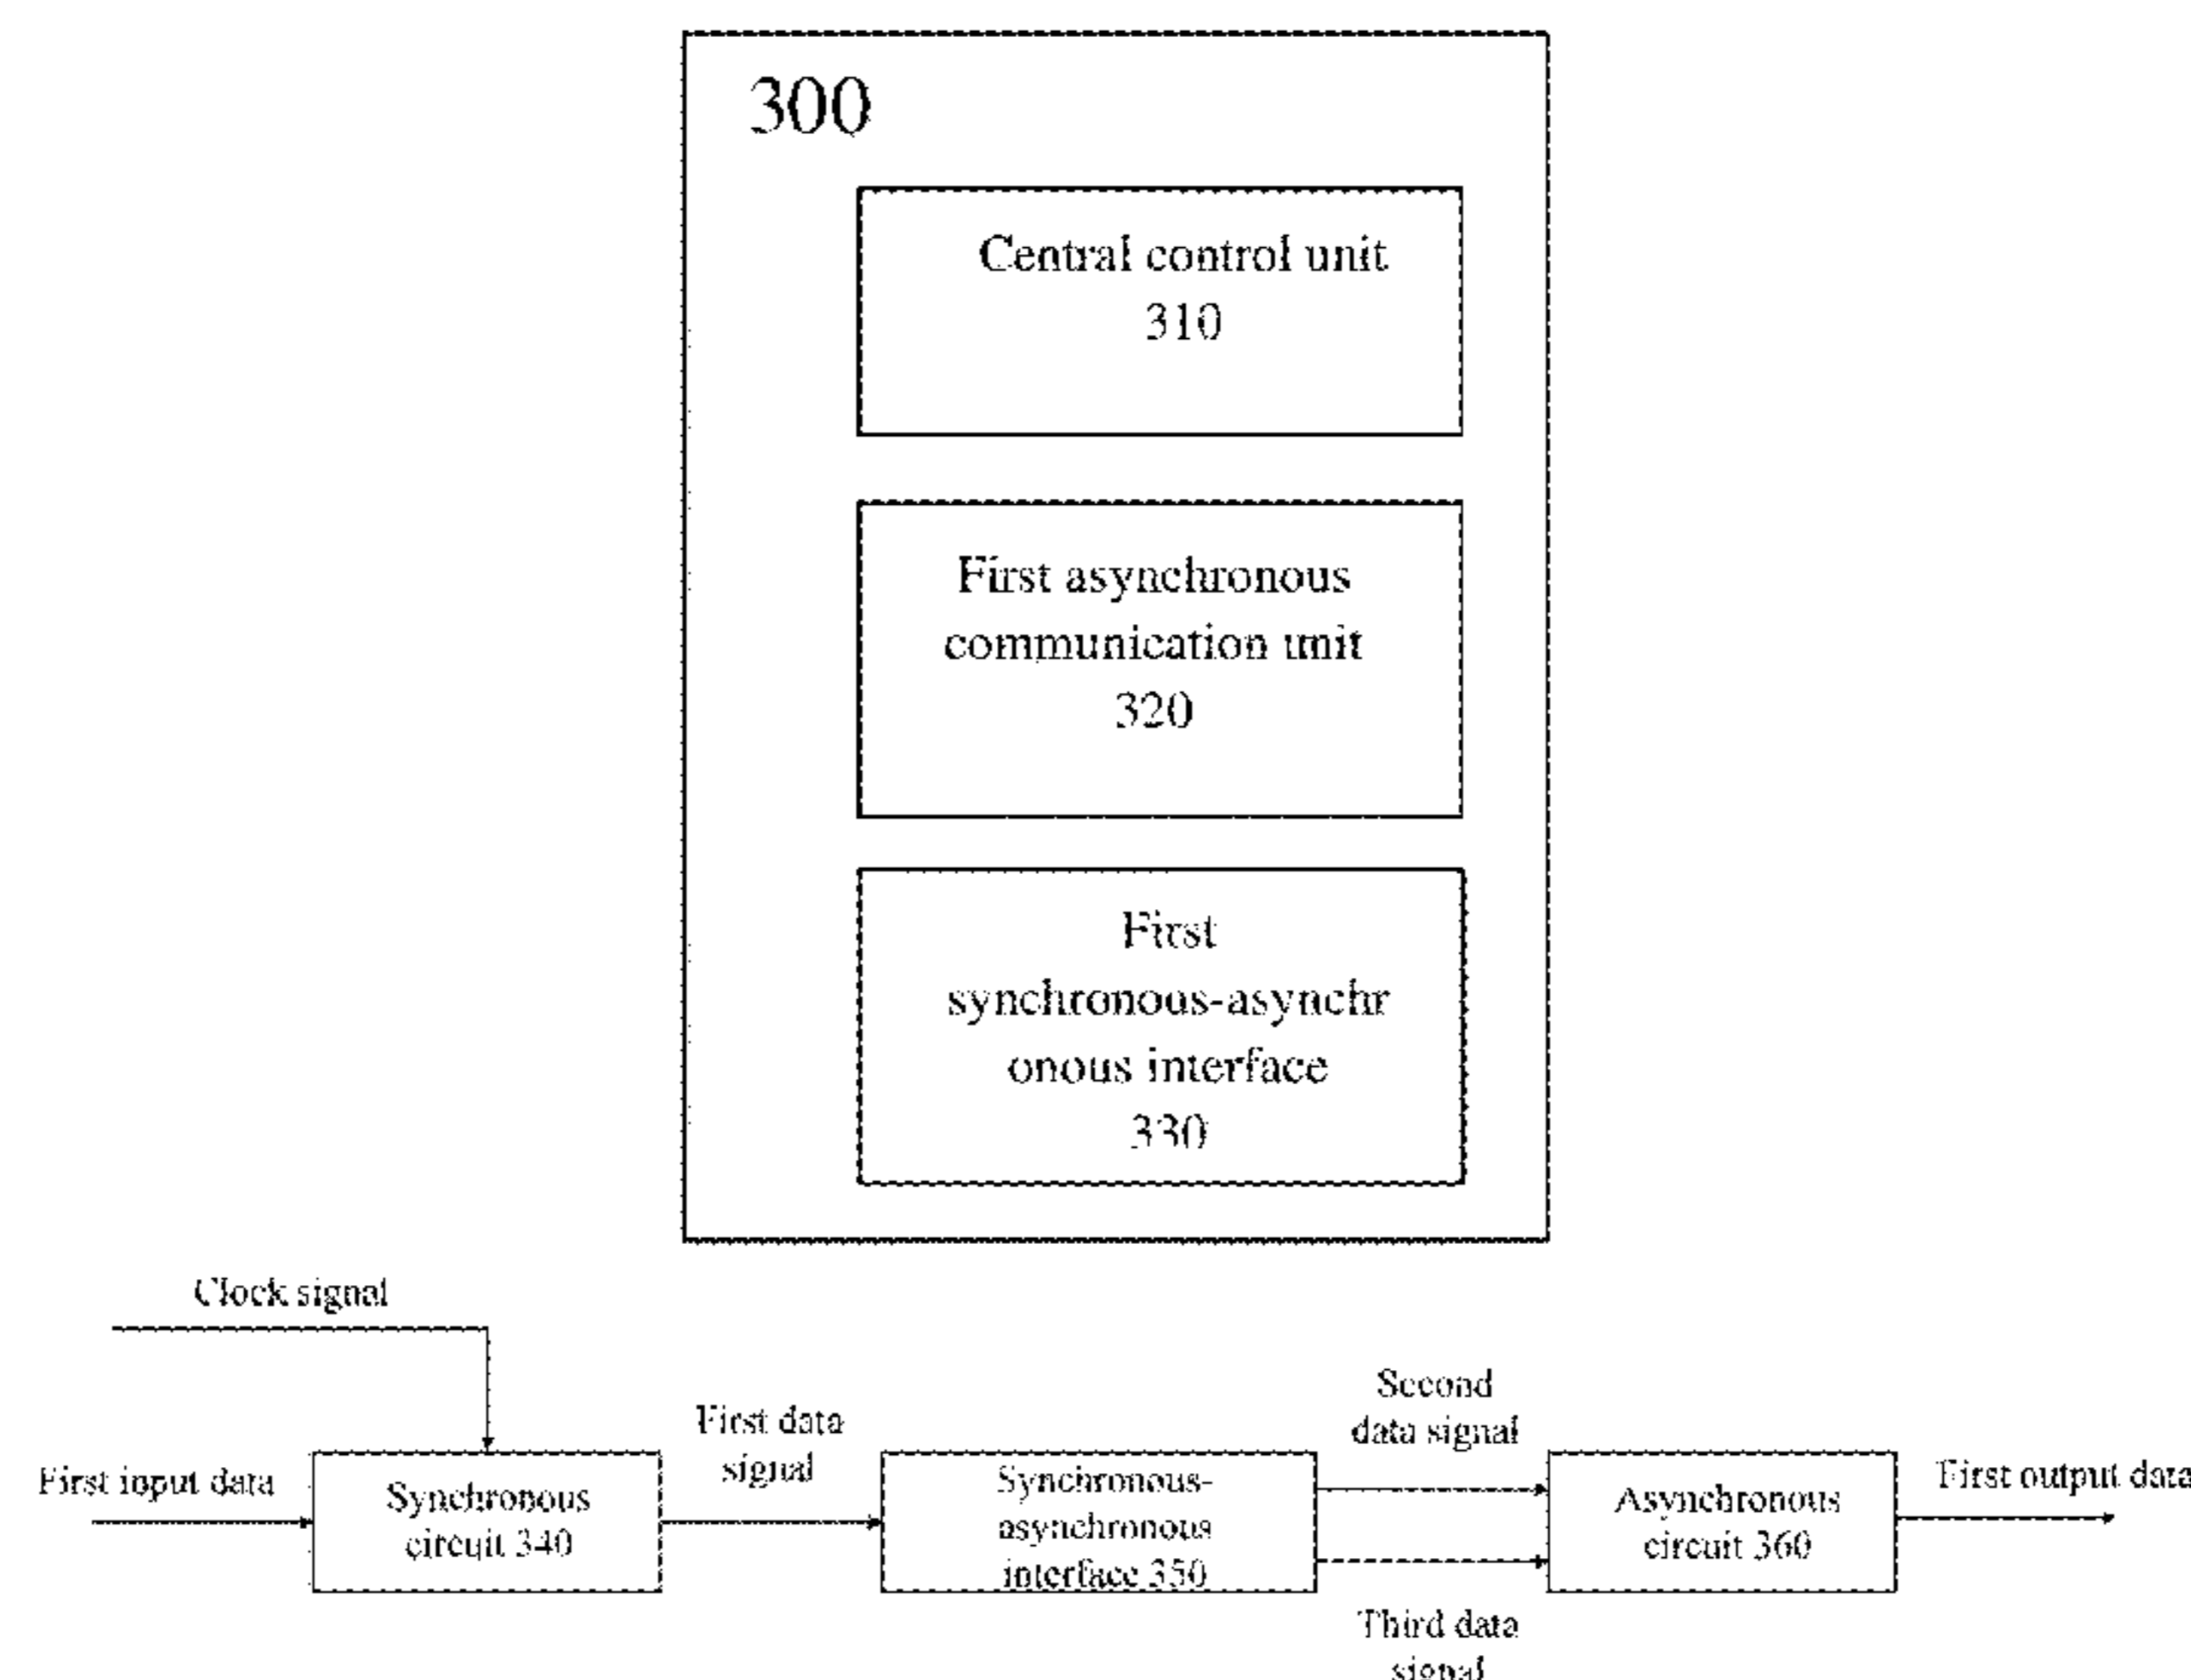 300
Central control unit
310
First asynchronous
communication unit
320
First
synchronous-asynchr
onous interface
330
Clock signal
First input data
Synchronous
circuit 340
First data
signal
Synchronous-
asynchronous
interface 350
Second
data signal
Third data
signal
Asynchronous
circuit 360
First output data